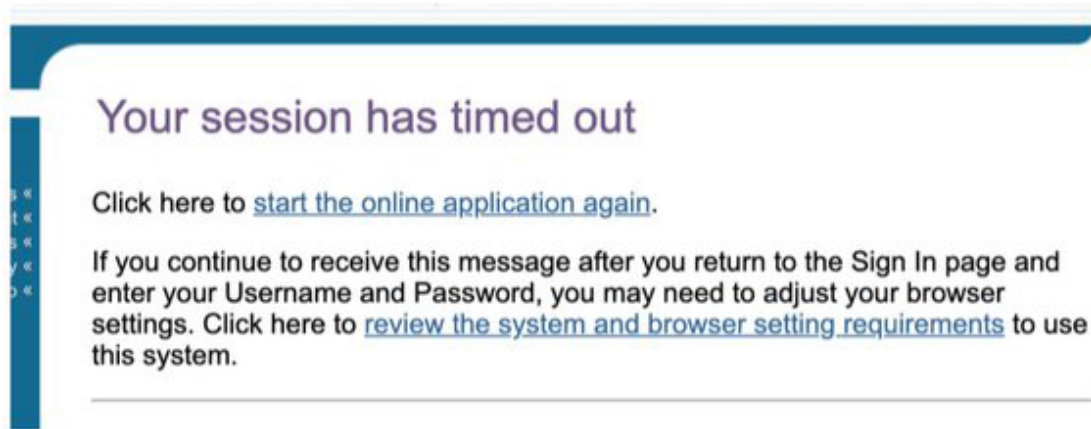 Your session has timed out
Click here to start the online application again.
If you continue to receive this message after you return to the Sign In page and
enter your Username and Password, you may need to adjust your browser
settings. Click here to review the system and browser setting requirements to use
this system.